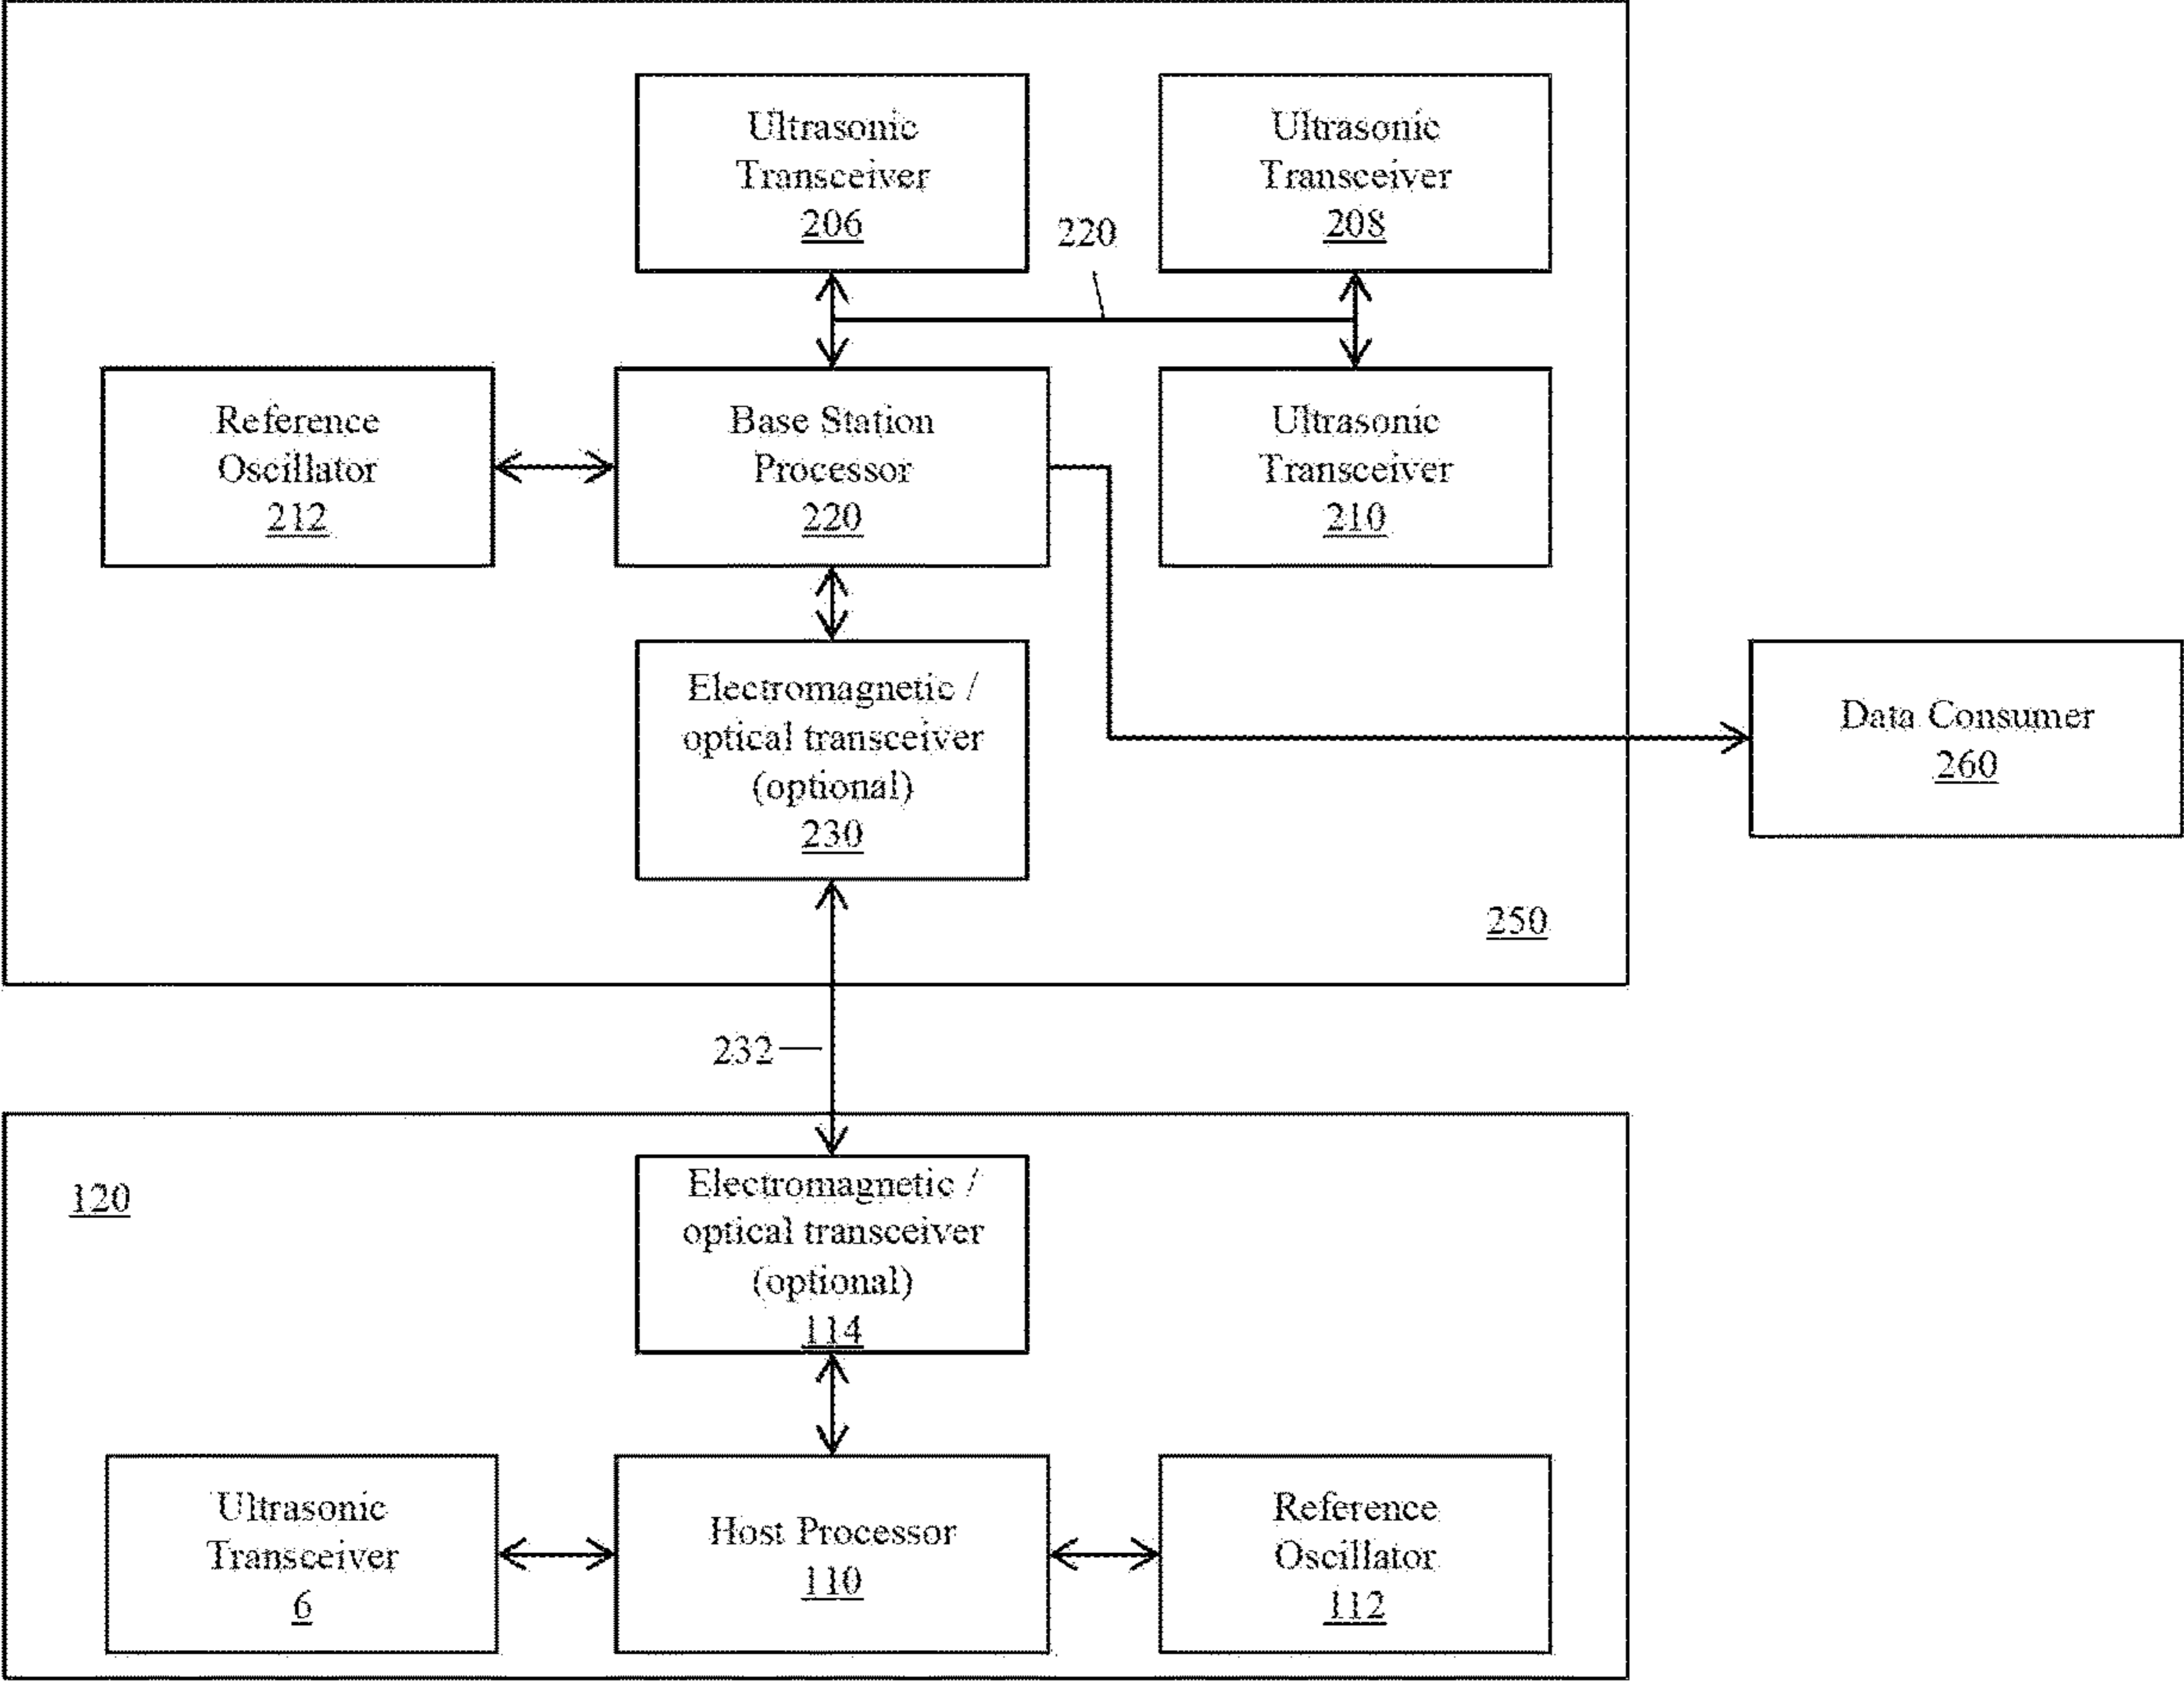 Ultrasonic
Transceiver
206
Ultrasonic
Transceiver
208
220
Reference
Oscillator
212
Base Station
Processor
220
Ultrasonic
Transceiver
210
Electromagnetic /
optical transceiver
(optional)
230
Data Consumer
260
250
232
120
Electromagnetic /
optical transceiver
(optional)
114
Ultrasonic
Transceiver
6
Host Processor
110
Reference
Oscillator
112